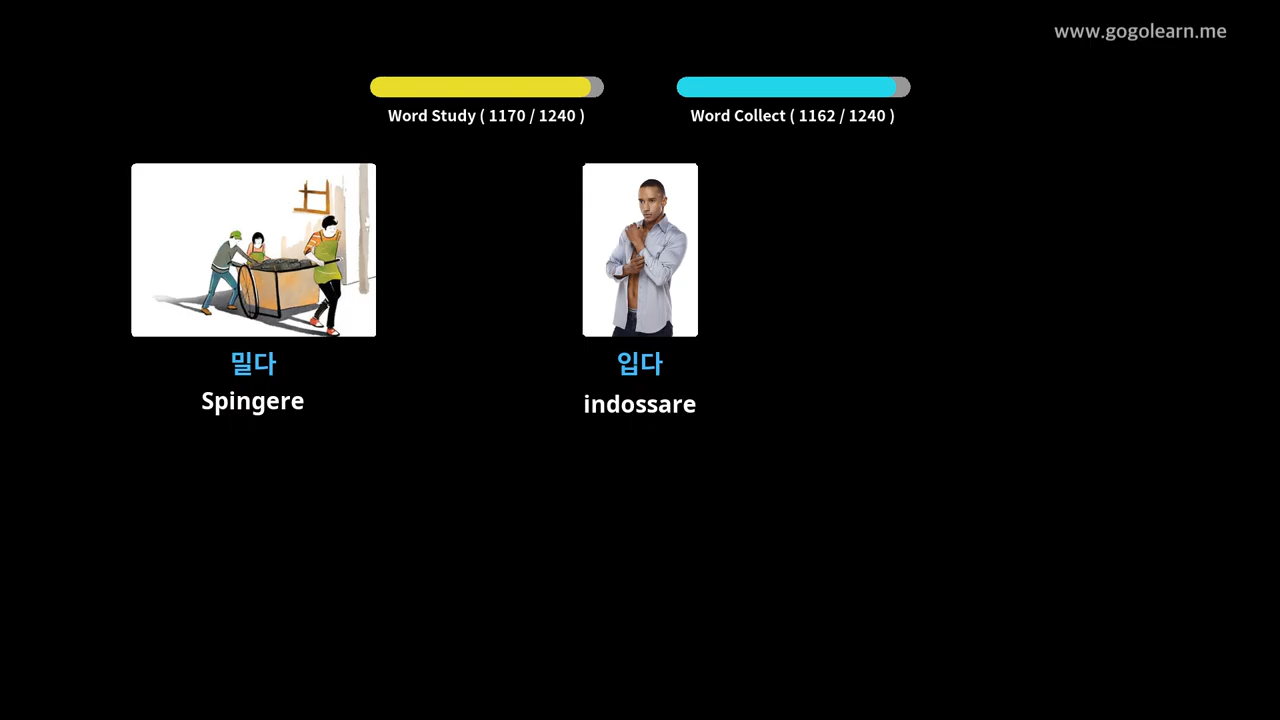 www.gogolearn.me
Word Study ( 1170 / 1240 )
Word Collect ( 1162 / 1240 )
밀다
Spingere
입다
indossare